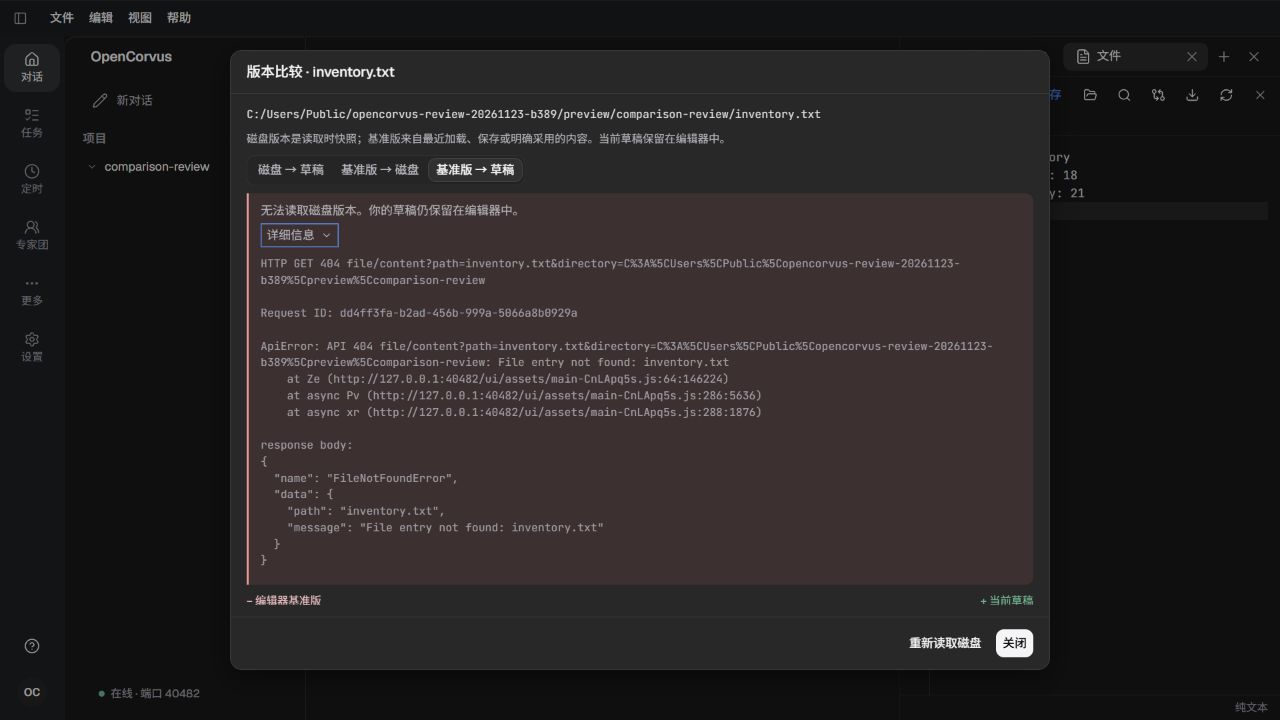 文件 编辑 视图 帮助
对话
任务
定时
专家团
更多
设置
OC
OpenCorvus
新对话
项目
comparison-review
在线 · 端口 40482
版本比较 · inventory.txt
C:/Users/Public/opencorvus-review-20261123-b389/preview/comparison-review/inventory.txt
磁盘版本是读取时快照；基准版来自最近加载、保存或明确采用的内容。当前草稿保留在编辑器中。
磁盘 → 草稿 基准版 → 磁盘 基准版 → 草稿
无法读取磁盘版本。你的草稿仍保留在编辑器中。
详细信息
HTTP GET 404 file/content?path=inventory.txt&directory=C%3A%5CUsers%5CPublic%5Copencorvus-review-20261123-
b389%5Cpreview%5Ccomparison-review
Request ID: dd4ff3fa-b2ad-456b-999a-5066a8b0929a
ApiError: API 404 file/content?path=inventory.txt&directory=C%3A%5CUsers%5CPublic%5Copencorvus-review-20261123-
b389%5Cpreview%5Ccomparison-review: File entry not found: inventory.txt
at Ze (http://127.0.0.1:40482/ui/assets/main-CnLApq5s.js:64:146224)
at async Pv (http://127.0.0.1:40482/ui/assets/main-CnLApq5s.js:286:5636)
at async xr (http://127.0.0.1:40482/ui/assets/main-CnLApq5s.js:288:1876)
response body:
{
"name": "FileNotFoundError",
"data": {
"path": "inventory.txt",
"message": "File entry not found: inventory.txt"
}
}
− 编辑器基准版
+ 当前草稿
重新读取磁盘 关闭
文件
存
ory
: 18
y: 21
纯文本